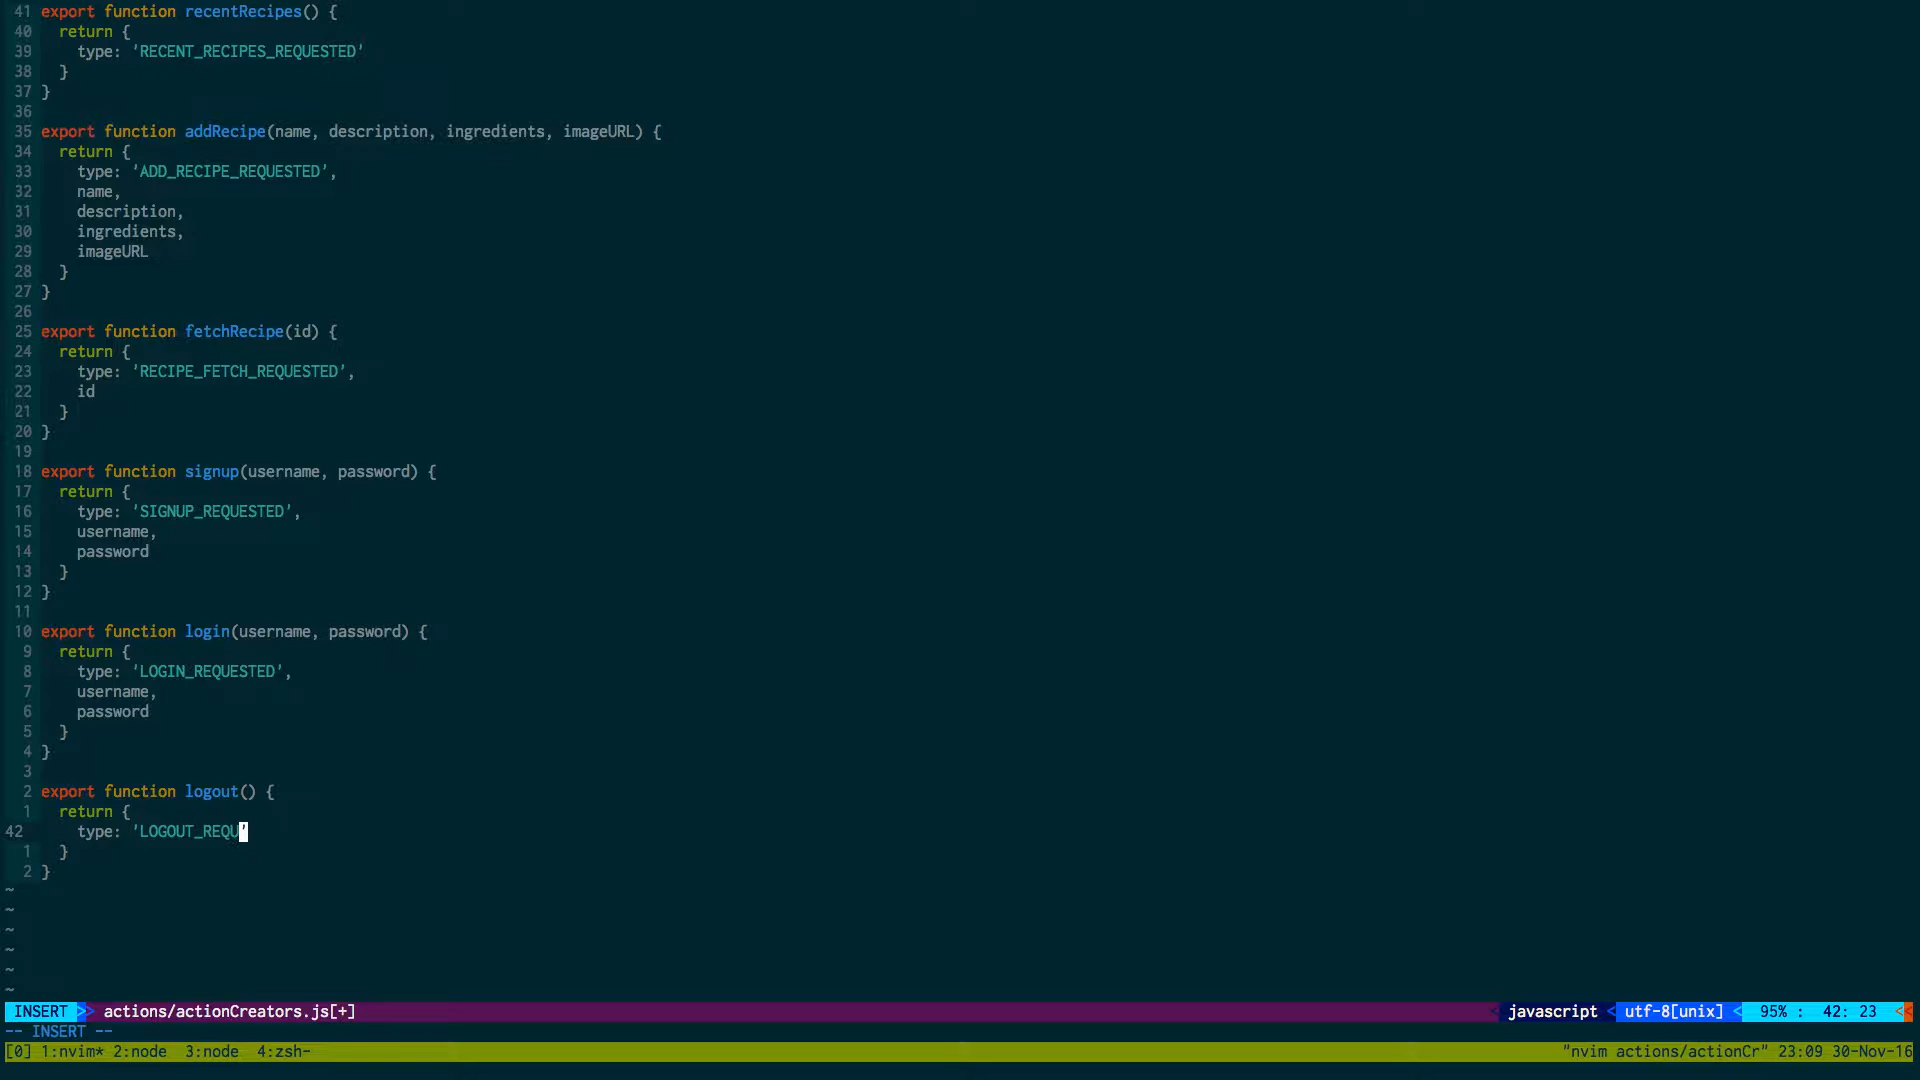 41 export function recentRecipes() {
40   return {
39     type: 'RECENT_RECIPES_REQUESTED'
38   }
37 }
36
35 export function addRecipe(name, description, ingredients, imageURL) {
34   return {
33     type: 'ADD_RECIPE_REQUESTED',
32     name,
31     description,
30     ingredients,
29     imageURL
28   }
27 }
26
25 export function fetchRecipe(id) {
24   return {
23     type: 'RECIPE_FETCH_REQUESTED',
22     id
21   }
20 }
19
18 export function signup(username, password) {
17   return {
16     type: 'SIGNUP_REQUESTED',
15     username,
14     password
13   }
12 }
11
10 export function login(username, password) {
9   return {
8     type: 'LOGIN_REQUESTED',
7     username,
6     password
5   }
4 }
3
2 export function logout() {
1   return {
42     type: 'LOGOUT_REQU'
1   }
2 }
~
~
~
~
~
~
INSERT >> actions/actionCreators.js[+] < javascript < utf-8[unix] < 95% : 42: 23 <<
-- INSERT --
[0] 1:nvim* 2:node  3:node  4:zsh- "nvim actions/actionCr" 23:09 30-Nov-16